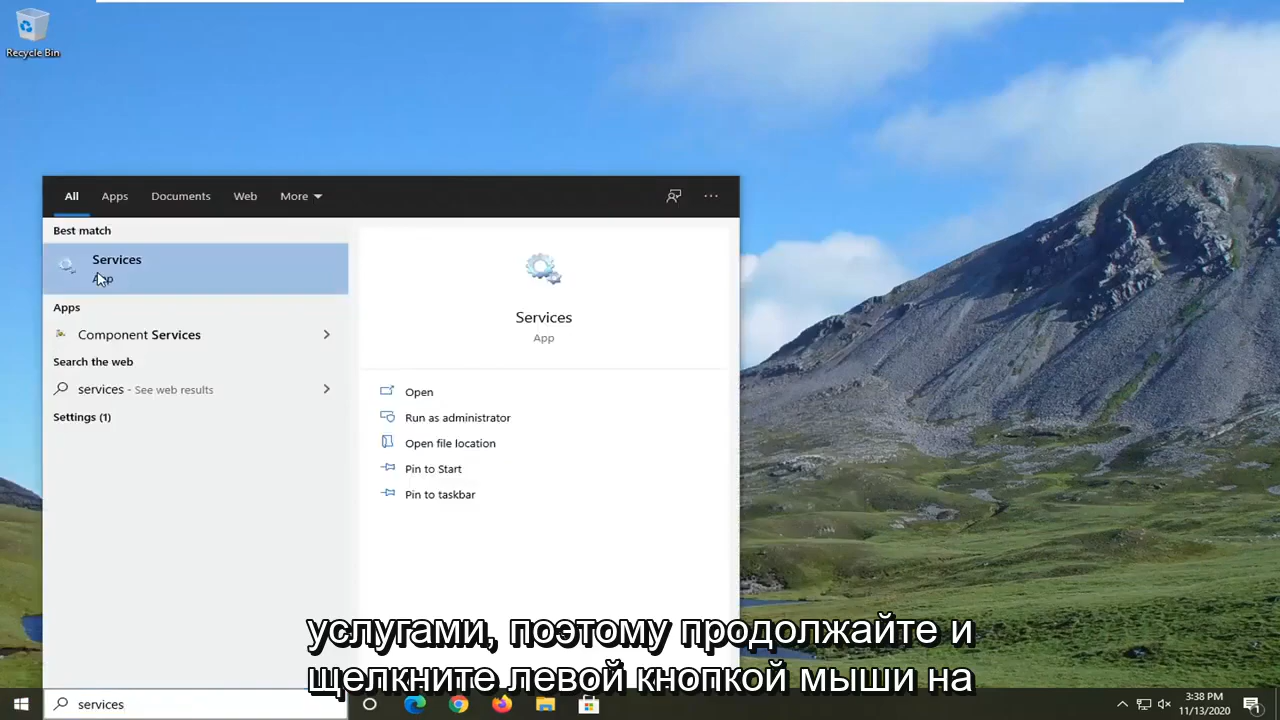 Recycle Bin
All Apps Documents Web More
Best match
Services
App
Apps
Component Services
Search the web
services - See web results
Settings (1)
Services
App
Open
Run as administrator
Open file location
Pin to Start
Pin to taskbar
услугами, поэтому продолжайте и
щелкните левой кнопкой мыши на
services
3:38 PM
11/13/2020
1